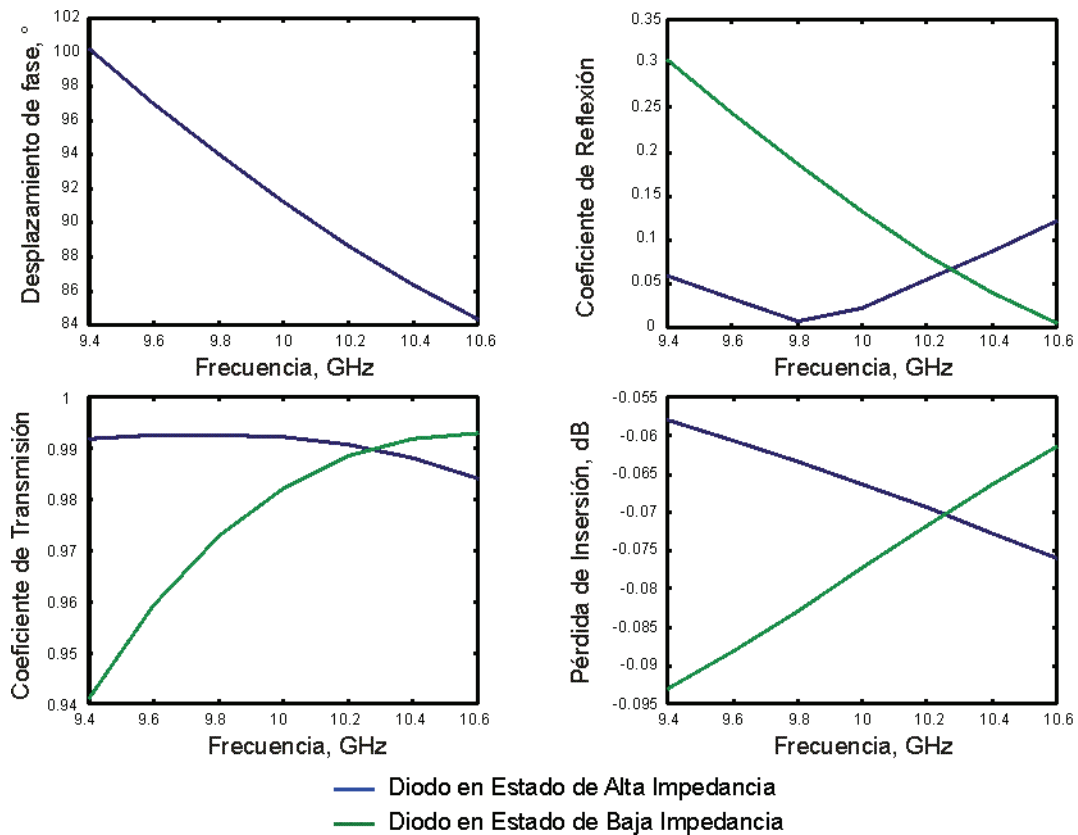 Desplazamiento de fase, °
102
100
98
96
94
92
90
88
86
84
9.4 9.6 9.8 10 10.2 10.4 10.6
Frecuencia, GHz
Coeficiente de Reflexión
0.35
0.3
0.25
0.2
0.15
0.1
0.05
0
9.4 9.6 9.8 10 10.2 10.4 10.6
Frecuencia, GHz
Coeficiente de Transmisión
1
0.99
0.98
0.97
0.96
0.95
0.94
9.4 9.6 9.8 10 10.2 10.4 10.6
Frecuencia, GHz
Pérdida de Insersión, dB
-0.055
-0.06
-0.065
-0.07
-0.075
-0.08
-0.085
-0.09
-0.095
9.4 9.6 9.8 10 10.2 10.4 10.6
Frecuencia, GHz
Diodo en Estado de Alta Impedancia
Diodo en Estado de Baja Impedancia